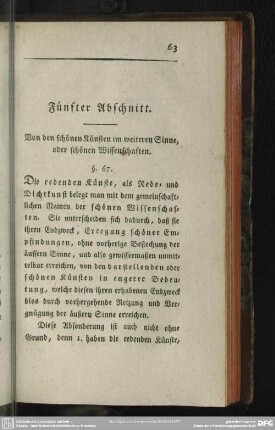 63
Fünfter Abschnitt.
Von den schönen Künsten im weiteren Sinne,
oder schönen Wissenschaften.
§. 67.
Die redenden Künste, als Rede- und
Dichtkunst belegt man mit dem gemeinschaft-
lichen Namen der schönen Wissenschaf-
ten. Sie unterscheiden sich dadurch, daß sie
ihren Endzweck, Erregung schöner Em-
pfindungen, ohne vorherige Bestechung der
äussern Sinne, und also gewissermaßen unmit-
telbar erreichen, von den darstellenden oder
schönen Künsten in engerer Bedeu-
tung, welche diesen ihren erhabenen Endzweck
blos durch vorhergehende Reizung und Ver-
gnügung der äußern Sinne erreichen.
Diese Absonderung ist auch nicht ohne
Grund, denn 1. haben die redenden Künste,
DFG